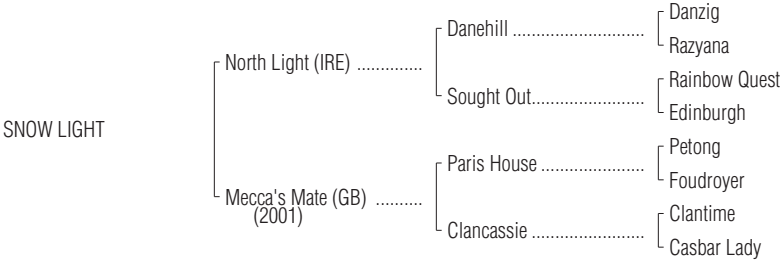 SNOW LIGHT
North Light (IRE) ..............
Mecca's Mate (GB) ..........
(2001)
Danehill ............................
Sought Out........................
Paris House ......................
Clancassie ........................
Danzig
Razyana
Rainbow Quest
Edinburgh
Petong
Foudroyer
Clantime
Casbar Lady